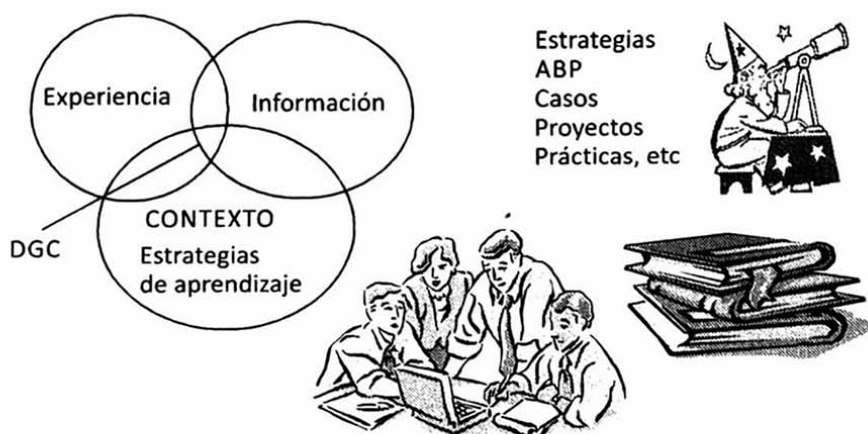 Experiencia
Información
CONTEXTO
Estrategias
de aprendizaje
DGC
Estrategias
ABP
Casos
Proyectos
Prácticas, etc